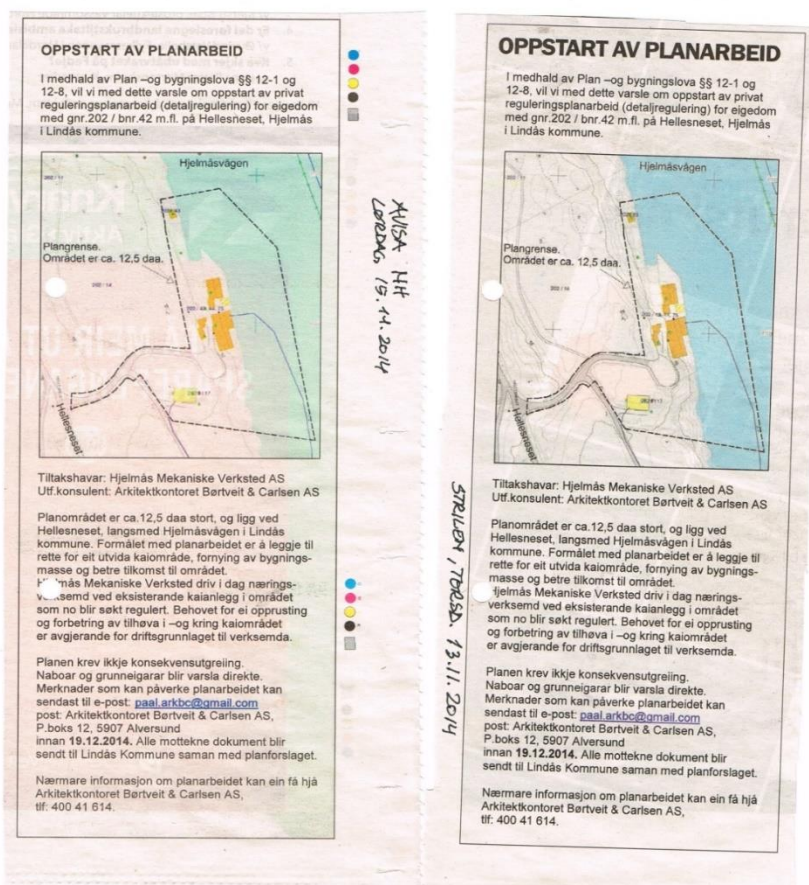 OPPSTART AV PLANARBEID
I medhald av Plan –og bygningslova §§ 12-1 og
12-8, vil vi med dette varsle om oppstart av privat
reguleringsplanarbeid (detaljregulering) for eigedom
med gnr.202 / bnr.42 m.fl. på Hellesneset, Hjelmås
i Lindås kommune.
Hjelmåsvågen
Plangrense.
Området er ca. 12,5 daa.
Hellesneset
Tiltakshavar: Hjelmås Mekaniske Verksted AS
Utf.konsulent: Arkitektkontoret Børtveit & Carlsen AS
Planområdet er ca.12,5 daa stort, og ligg ved
Hellesneset, langsmed Hjelmåsvågen i Lindås
kommune. Formålet med planarbeidet er å leggje til
rette for eit utvida kaiområde, fornying av bygnings-
masse og betre tilkomst til området.
Mekaniske Verksted driv i dag nærings-
ved eksisterande kaianlegg i området
som no blir søkt regulert. Behovet for ei opprusting
og forbetring av tilhøva i –og kring kaiområdet
er avgjerande for driftsgrunnlaget til verksemda.
Planen krev ikkje konsekvensutgreiing.
Naboar og grunneigarar blir varsla direkte.
Merknader som kan påverke planarbeidet kan
sendast til e-post: paal.arkbc@gmail.com
post: Arkitektkontoret Børtveit & Carlsen AS,
P.boks 12, 5907 Alversund
innan 19.12.2014. Alle mottekne dokument blir
sendt til Lindås Kommune saman med planforslaget.
Nærmare informasjon om planarbeidet kan ein få hjå
Arkitektkontoret Børtveit & Carlsen AS,
tlf: 400 41 614.
AVISA NH
LØRDAG, 15.11.2014
OPPSTART AV PLANARBEID
I medhald av Plan –og bygningslova §§ 12-1 og
12-8, vil vi med dette varsle om oppstart av privat
reguleringsplanarbeid (detaljregulering) for eigedom
med gnr.202 / bnr.42 m.fl. på Hellesneset, Hjelmås
i Lindås kommune.
Hjelmåsvågen
Plangrense.
Området er ca. 12,5 daa.
Hellesneset
Tiltakshavar: Hjelmås Mekaniske Verksted AS
Utf.konsulent: Arkitektkontoret Børtveit & Carlsen AS
Planområdet er ca.12,5 daa stort, og ligg ved
Hellesneset, langsmed Hjelmåsvågen i Lindås
kommune. Formålet med planarbeidet er å leggje til
rette for eit utvida kaiområde, fornying av bygnings-
masse og betre tilkomst til området.
Hjelmås Mekaniske Verksted driv i dag nærings-
verksemd ved eksisterande kaianlegg i området
som no blir søkt regulert. Behovet for ei opprusting
og forbetring av tilhøva i –og kring kaiområdet
er avgjerande for driftsgrunnlaget til verksemda.
Planen krev ikkje konsekvensutgreiing.
Naboar og grunneigarar blir varsla direkte.
Merknader som kan påverke planarbeidet kan
sendast til e-post: paal.arkbc@gmail.com
post: Arkitektkontoret Børtveit & Carlsen AS,
P.boks 12, 5907 Alversund
innan 19.12.2014. Alle mottekne dokument blir
sendt til Lindås Kommune saman med planforslaget.
Nærmare informasjon om planarbeidet kan ein få hjå
Arkitektkontoret Børtveit & Carlsen AS,
tlf: 400 41 614.
STRILEN, TORSD. 13.11.2014